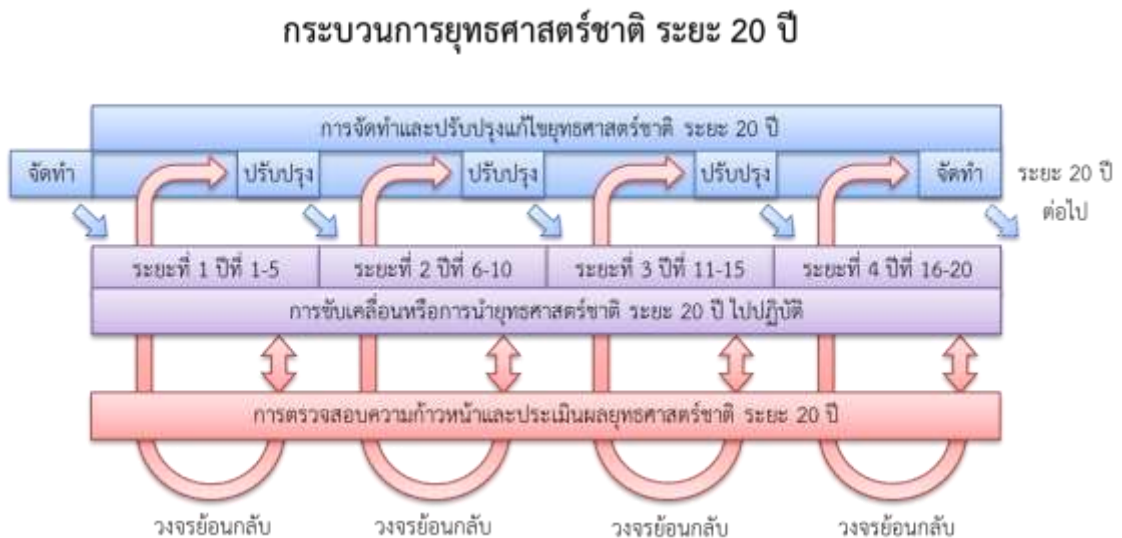 กระบวนการยุทธศาสตร์ชาติ ระยะ 20 ปี
การจัดทำและปรับปรุงแก้ไขยุทธศาสตร์ชาติ ระยะ 20 ปี
จัดทำ
ปรับปรุง
ปรับปรุง
ปรับปรุง
จัดทำ
ระยะ 20 ปี
ต่อไป
ระยะที่ 1 ปีที่ 1-5
ระยะที่ 2 ปีที่ 6-10
ระยะที่ 3 ปีที่ 11-15
ระยะที่ 4 ปีที่ 16-20
การขับเคลื่อนหรือการนำยุทธศาสตร์ชาติ ระยะ 20 ปี ไปปฏิบัติ
การตรวจสอบความก้าวหน้าและประเมินผลยุทธศาสตร์ชาติ ระยะ 20 ปี
วงจรย้อนกลับ
วงจรย้อนกลับ
วงจรย้อนกลับ
วงจรย้อนกลับ